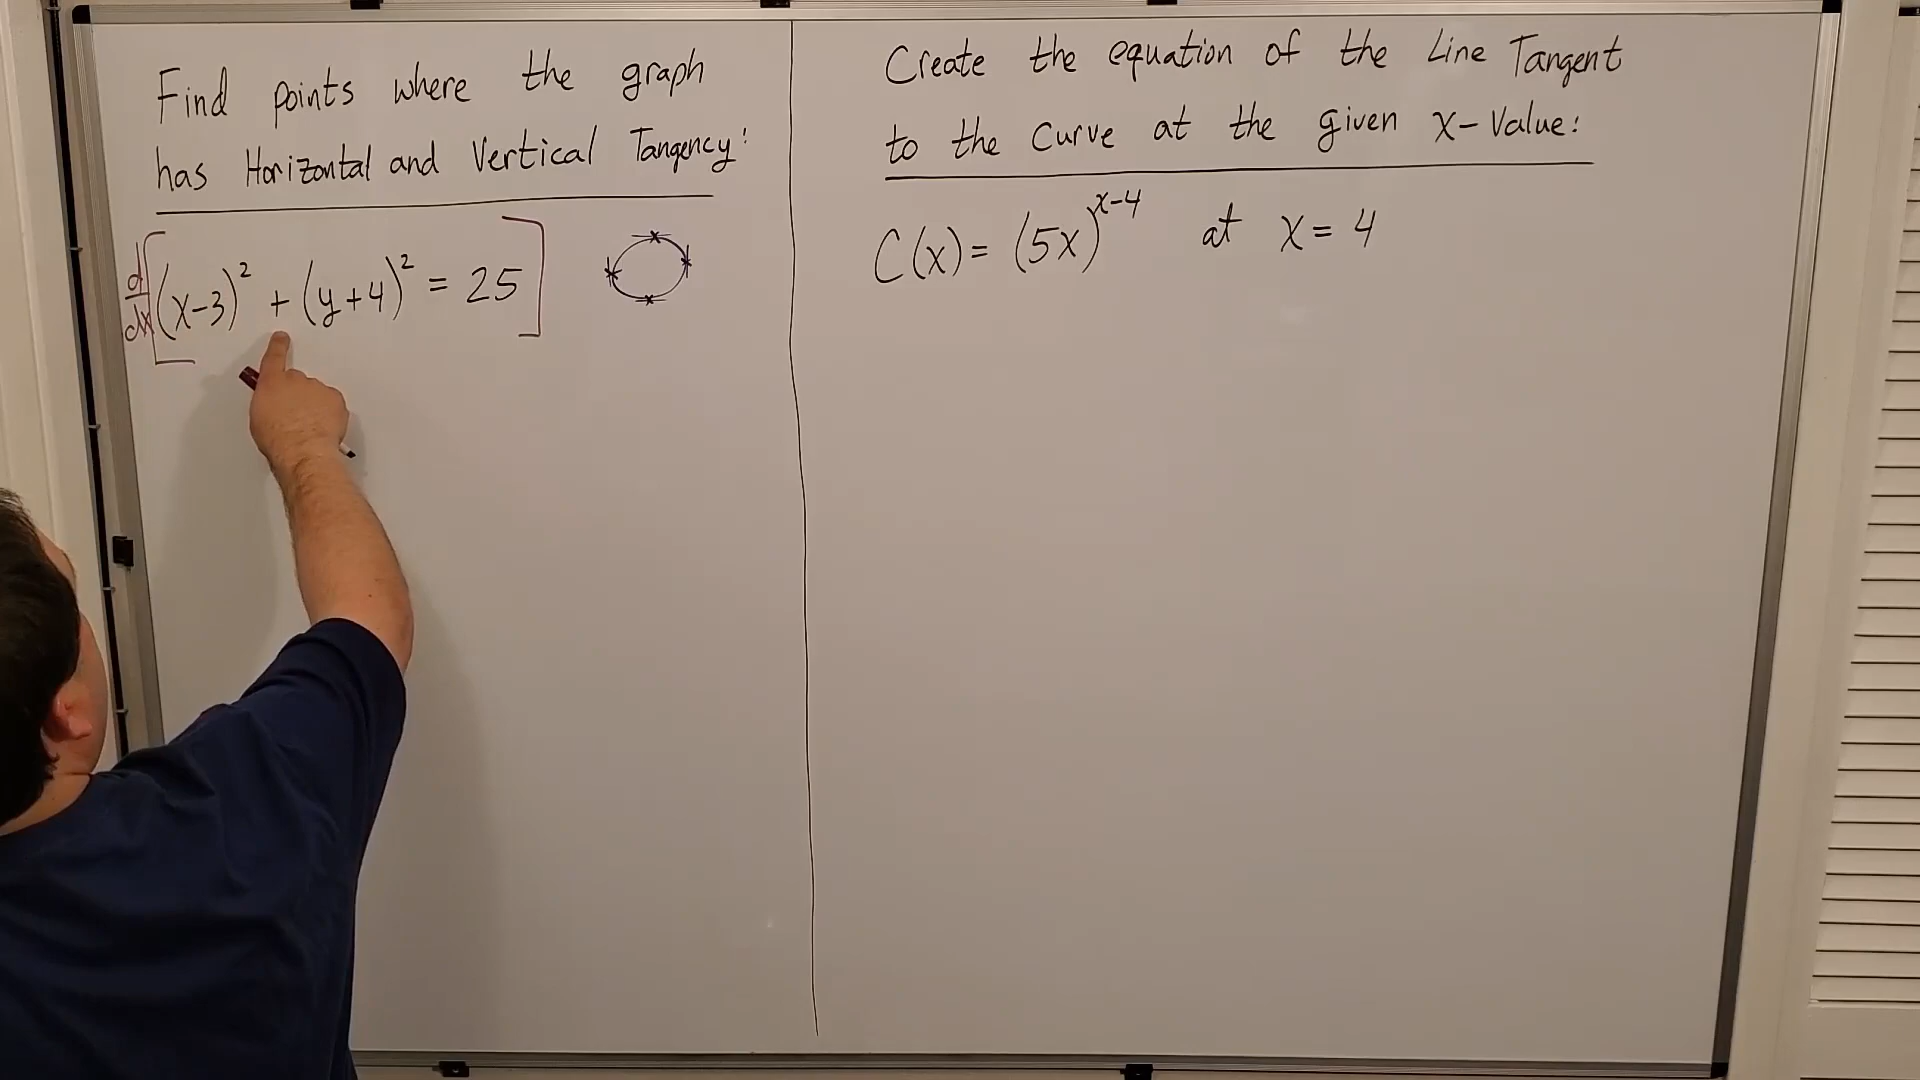 Find points where the graph
has Horizontal and Vertical Tangency:
d/dx [(x-3)² + (y+4)² = 25]
Create the equation of the Line Tangent
to the Curve at the given x-Value:
C(x) = (5x)^(x-4) at x = 4